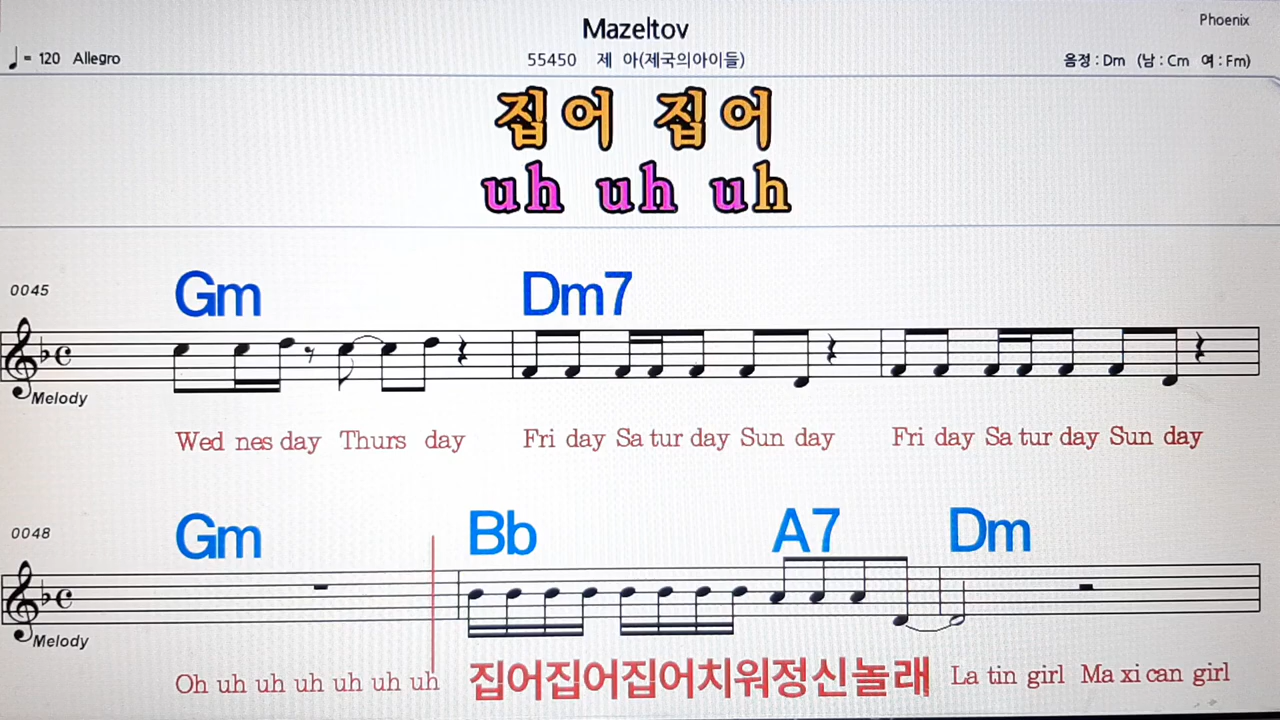 Mazeltov
Phoenix
♩= 120 Allegro
55450 제 아(제국의아이들)
음정 : Dm (남 : Cm 여 : Fm)
집어 집어
uh uh uh
0045
Gm Dm7
Melody
Wed nes day Thurs day Fri day Sa tur day Sun day Fri day Sa tur day Sun day
0048
Gm Bb A7 Dm
Melody
Oh uh uh uh uh uh uh 집어집어집어치워정신놀래 La tin girl Ma xi can girl